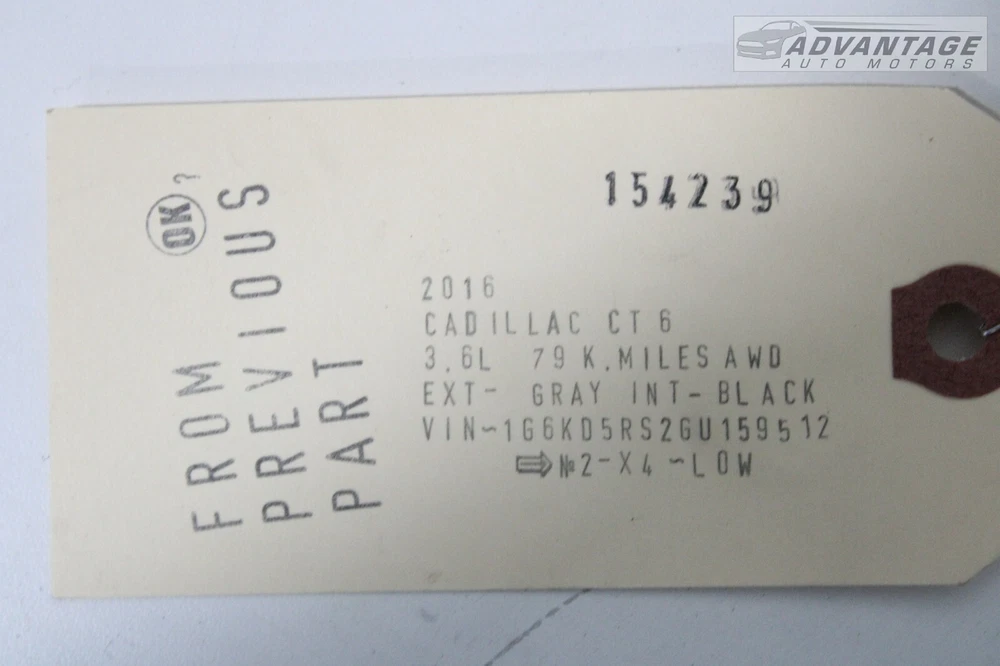 ADVANTAGE
AUTO MOTORS
154239
OK ?
FROM
PREVIOUS
PART
2016
CADILLAC CT6
3.6L 79K.MILES AWD
EXT- GRAY INT-BLACK
VIN~1G6KD5RS2GU159512
⇨ №2-X4~LOW